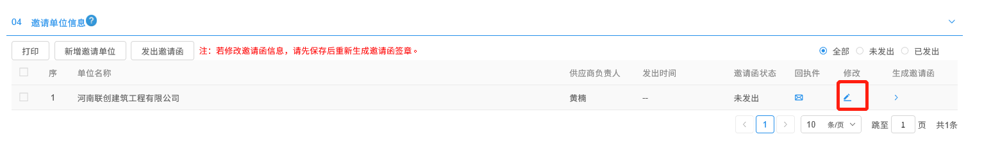 04 邀请单位信息?
打印 新增邀请单位 发出邀请函 注：若修改邀请函信息，请先保存后重新生成邀请函签章。 全部 未发出 已发出
序 单位名称 供应商负责人 发出时间 邀请函状态 回执件 修改 生成邀请函
1 河南联创建筑工程有限公司 黄楠 -- 未发出
1 10 条/页 跳至 1 页 共1条